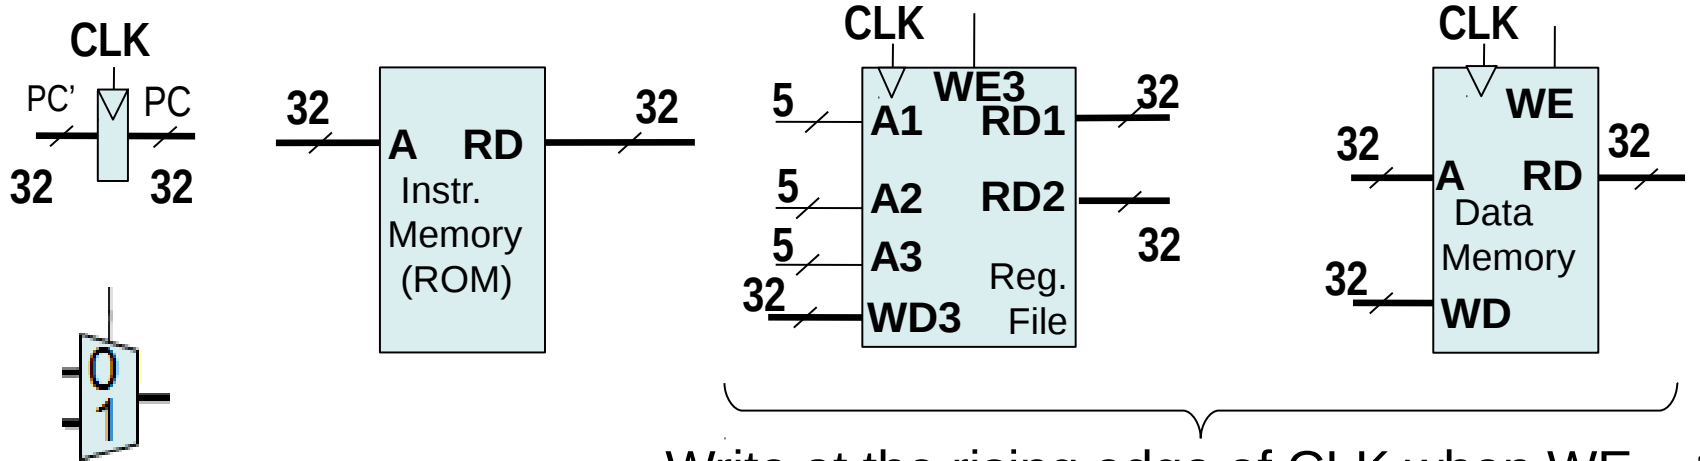 CLK
PC’
PC
32
32
32
32
A RD
Instr.
Memory
(ROM)
0
1
CLK
WE3
5
A1 RD1
32
5
A2 RD2
32
5
A3
32
WD3
Reg.
File
CLK
WE
32
A RD
32
Data
Memory
32
WD
Write at the rising edge of CLK when WE